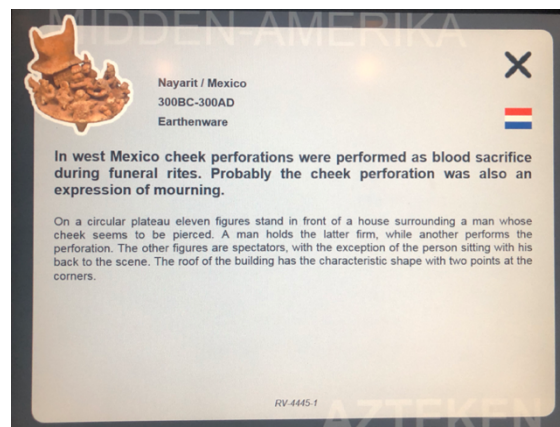 MIDDEN-AMERIKA
Nayarit / Mexico
300BC-300AD
Earthenware
In west Mexico cheek perforations were performed as blood sacrifice
during funeral rites. Probably the cheek perforation was also an
expression of mourning.
On a circular plateau eleven figures stand in front of a house surrounding a man whose
cheek seems to be pierced. A man holds the latter firm, while another performs the
perforation. The other figures are spectators, with the exception of the person sitting with his
back to the scene. The roof of the building has the characteristic shape with two points at the
corners.
RV-4445-1
AZTEKEN